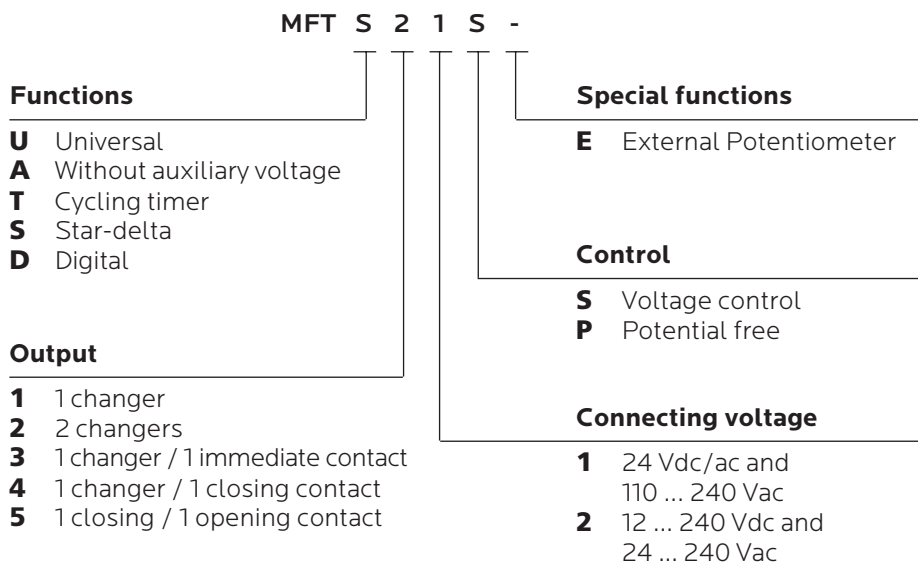 MFT S 2 1 S -
Functions
U Universal
A Without auxiliary voltage
T Cycling timer
S Star-delta
D Digital
Output
1 1 changer
2 2 changers
3 1 changer / 1 immediate contact
4 1 changer / 1 closing contact
5 1 closing / 1 opening contact
Special functions
E External Potentiometer
Control
S Voltage control
P Potential free
Connecting voltage
1 24 Vdc/ac and
110 ... 240 Vac
2 12 ... 240 Vdc and
24 ... 240 Vac